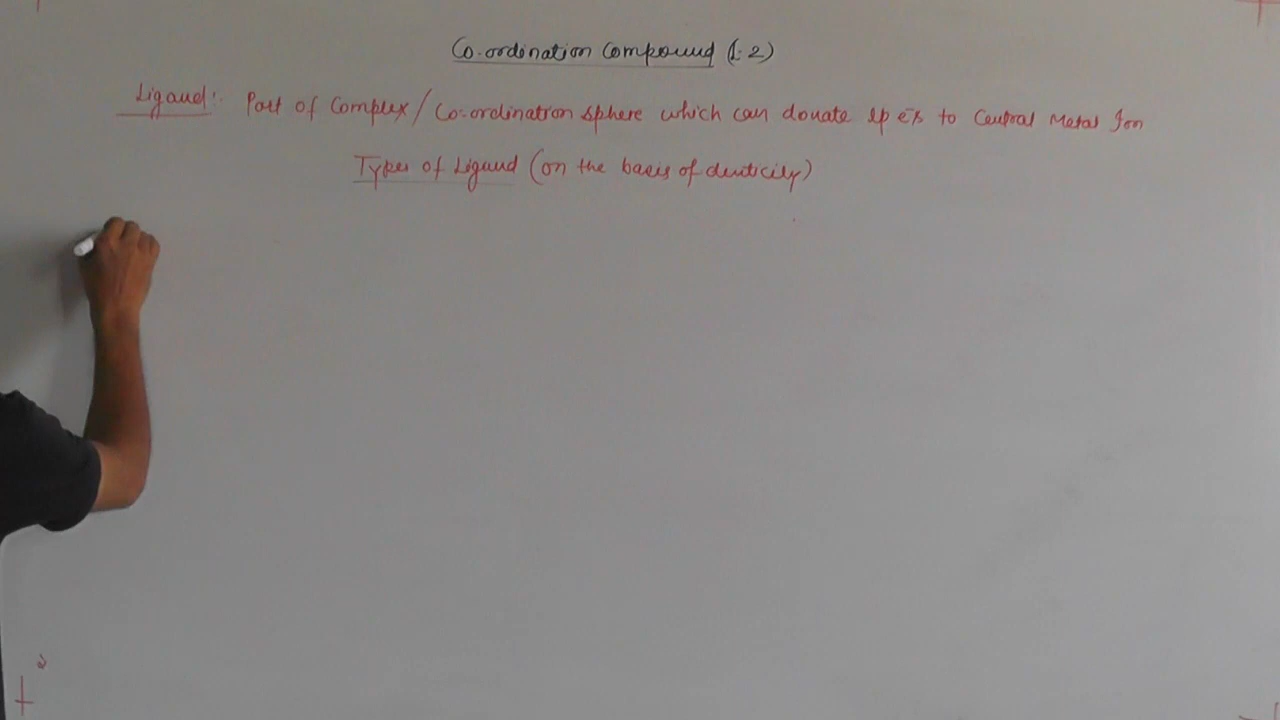 Co-ordination Compound (L-2)
Ligand:- Part of Complex/Co-ordination sphere which can donate lp e⁻s to Central Metal Ion
Types of Ligand (on the basis of denticity)